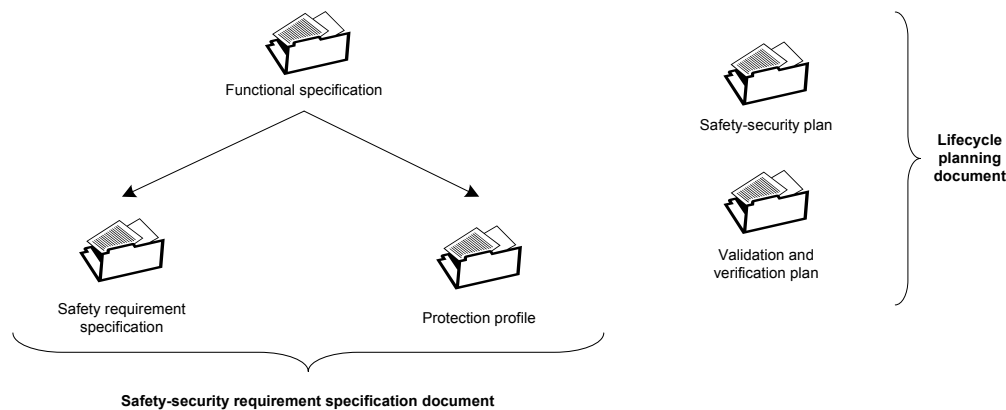 Functional specification
Safety-security plan
Lifecycle
planning
document
Validation and
verification plan
Safety requirement
specification
Protection profile
Safety-security requirement specification document